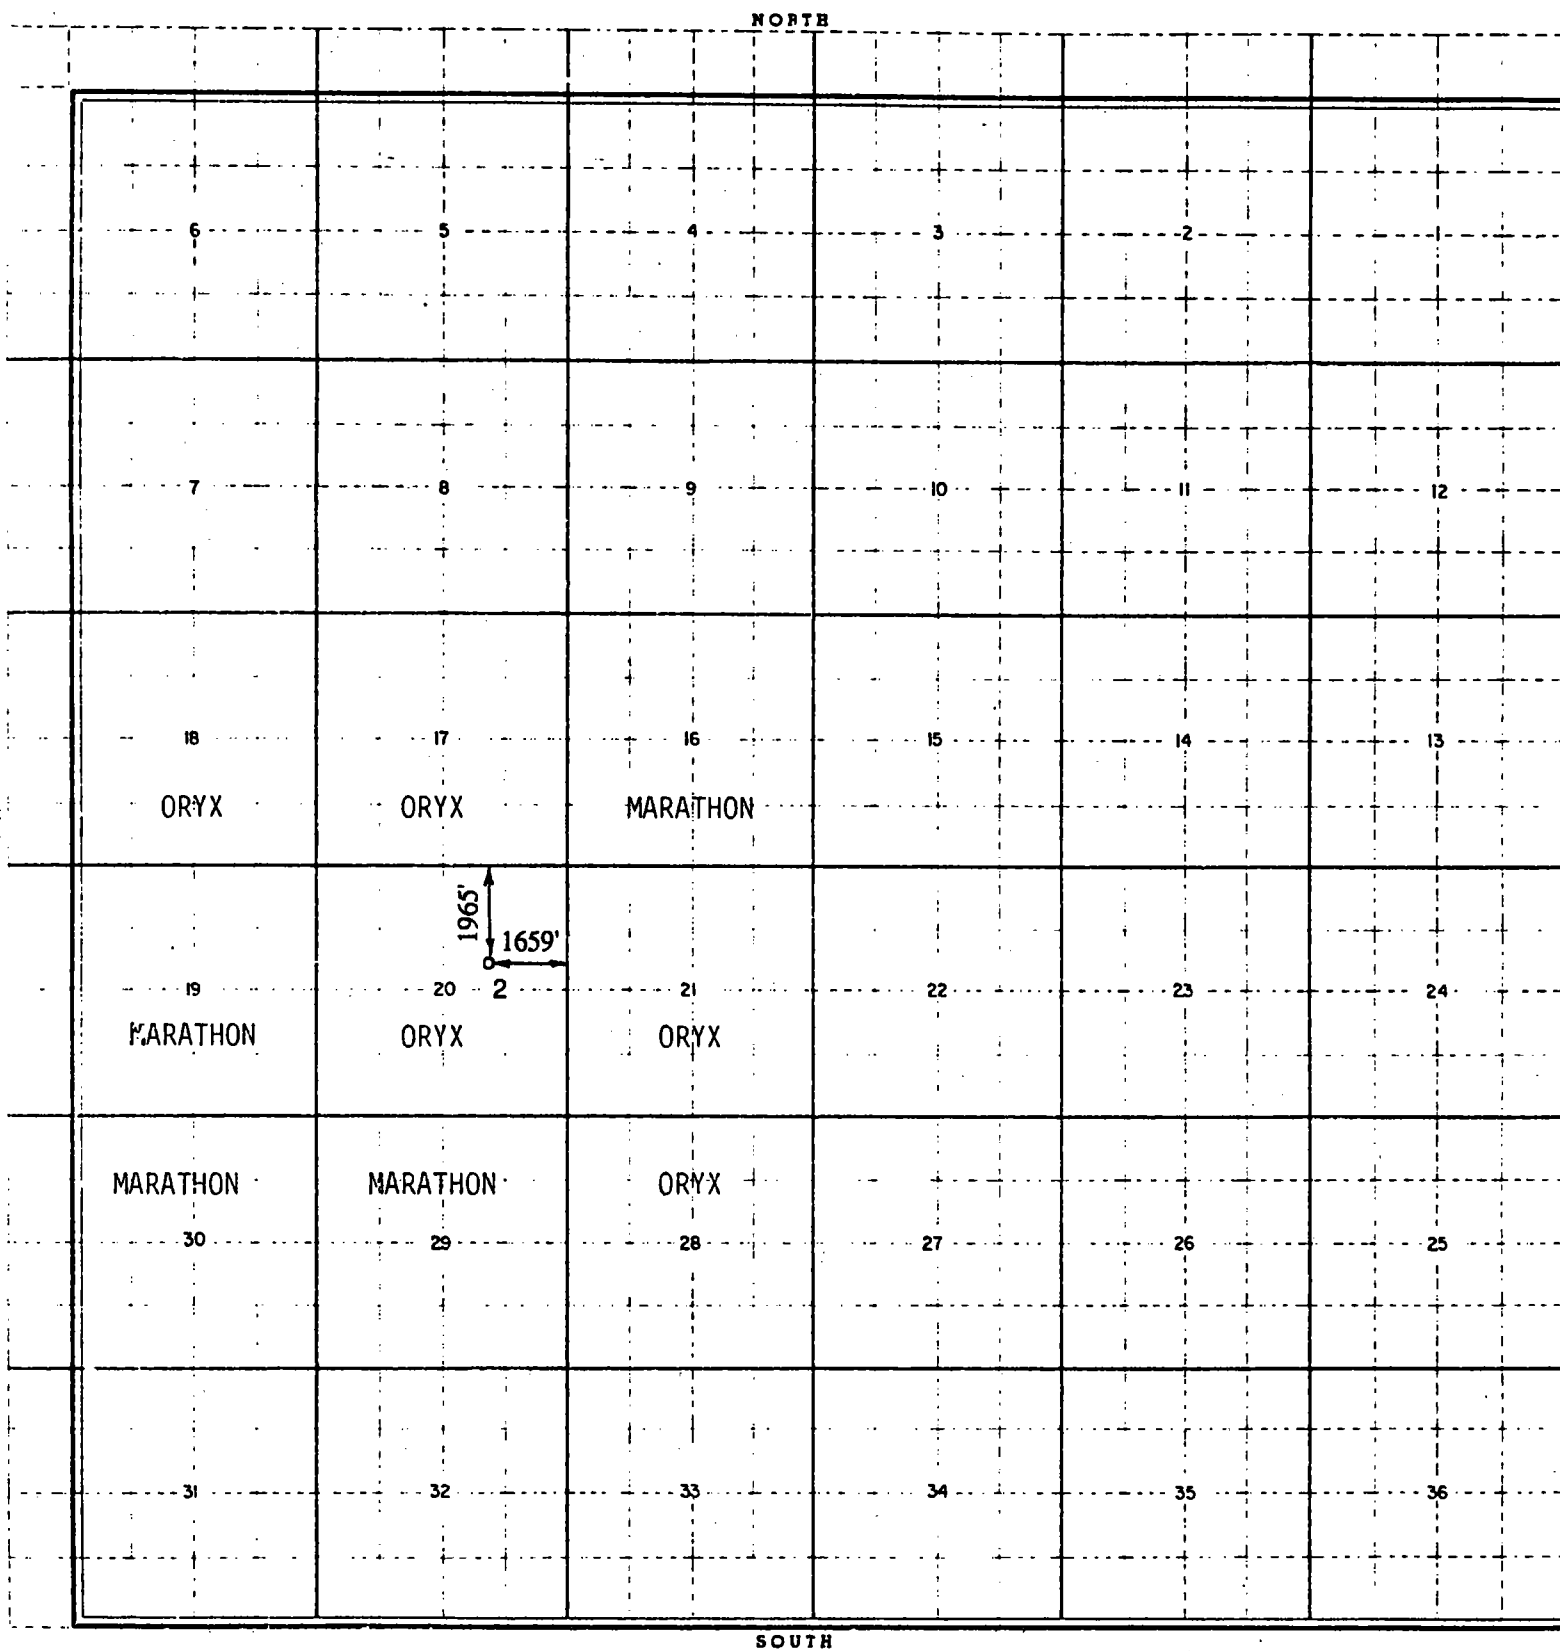 NORTH
6 5 4 3 2 1
7 8 9 10 11 12
18 17 16 15 14 13
ORYX ORYX MARATHON
1965'
1659'
19 20 2 21 22 23 24
MARATHON ORYX ORYX
MARATHON MARATHON ORYX
30 29 28 27 26 25
31 32 33 34 35 36
SOUTH